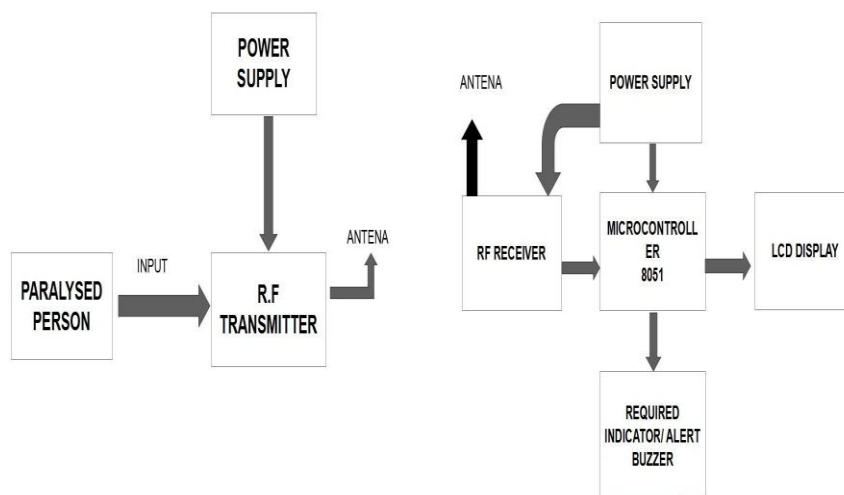 POWER
SUPPLY
INPUT
ANTENA
PARALYSED
PERSON
R.F
TRANSMITTER
ANTENA
POWER SUPPLY
RF RECEIVER
MICROCONTROLL
ER
8051
LCD DISPLAY
REQUIRED
INDICATOR/ ALERT
BUZZER